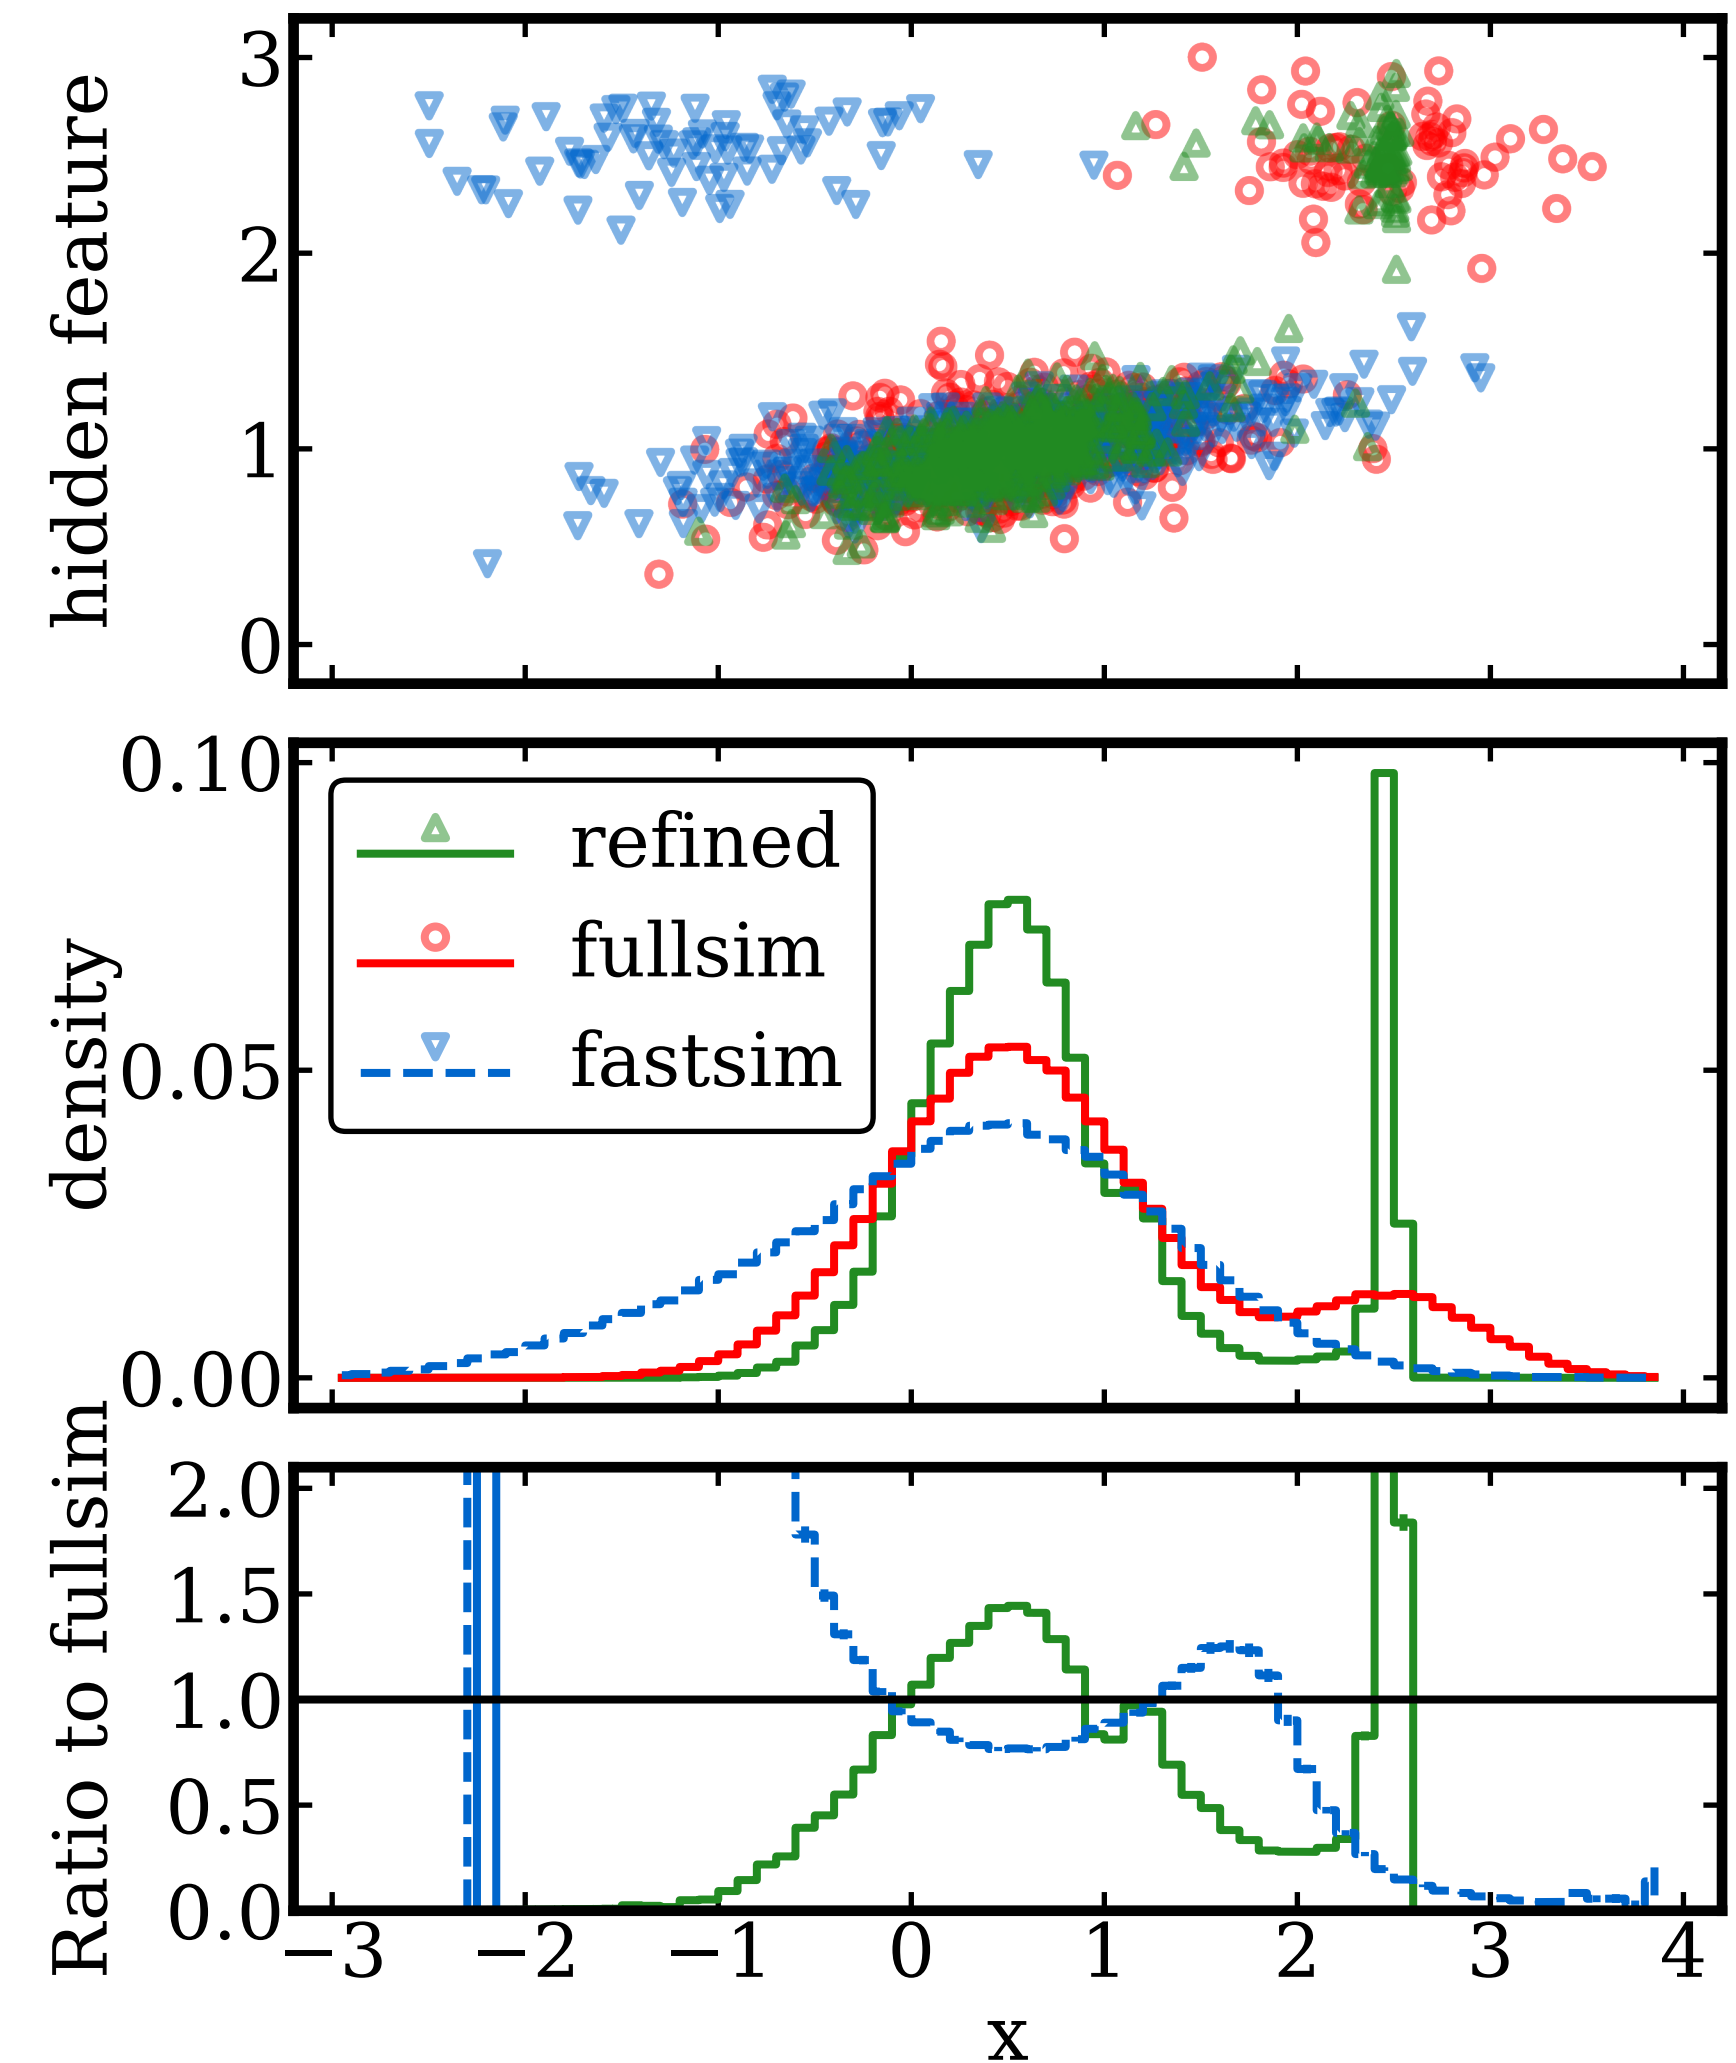 hidden feature
3
2
1
0
density
0.10
0.05
0.00
refined
fullsim
fastsim
Ratio to fullsim
2.0
1.5
1.0
0.5
0.0
−3 −2 −1 0 1 2 3 4
x